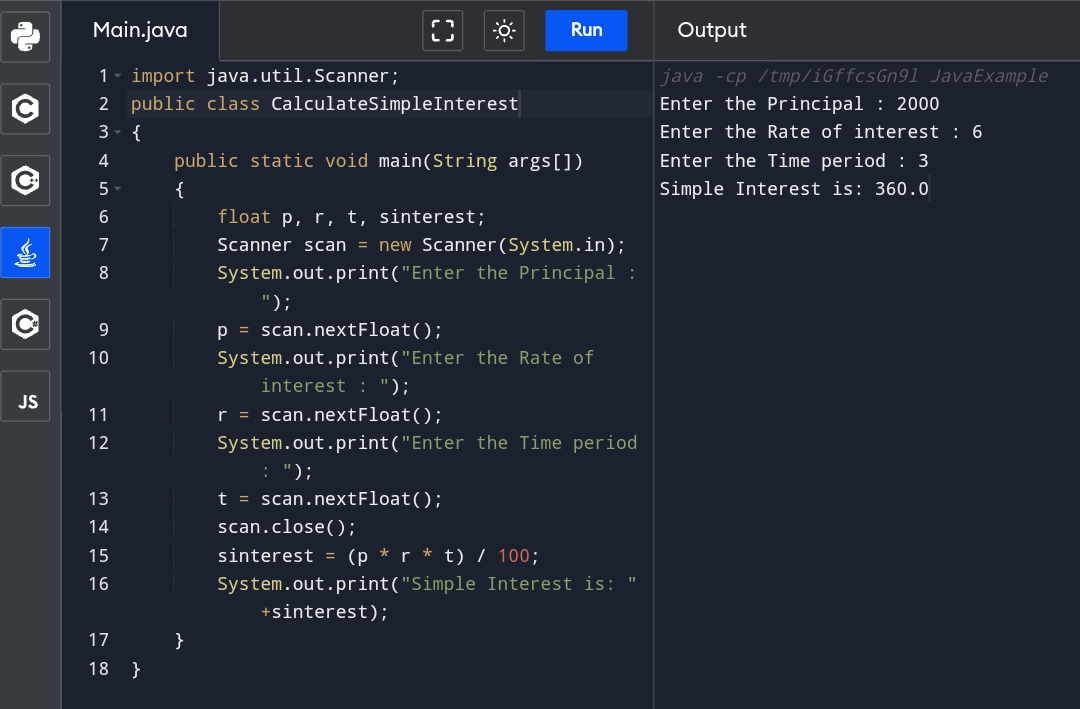 Main.java
Run
Output
1 import java.util.Scanner;
2 public class CalculateSimpleInterest
3 {
4     public static void main(String args[])
5     {
6         float p, r, t, sinterest;
7         Scanner scan = new Scanner(System.in);
8         System.out.print("Enter the Principal :
            ");
9         p = scan.nextFloat();
10         System.out.print("Enter the Rate of
            interest : ");
11         r = scan.nextFloat();
12         System.out.print("Enter the Time period
            : ");
13         t = scan.nextFloat();
14         scan.close();
15         sinterest = (p * r * t) / 100;
16         System.out.print("Simple Interest is: "
            +sinterest);
17     }
18 }
java -cp /tmp/iGffcsGn9l JavaExample
Enter the Principal : 2000
Enter the Rate of interest : 6
Enter the Time period : 3
Simple Interest is: 360.0
C
C++
C#
JS